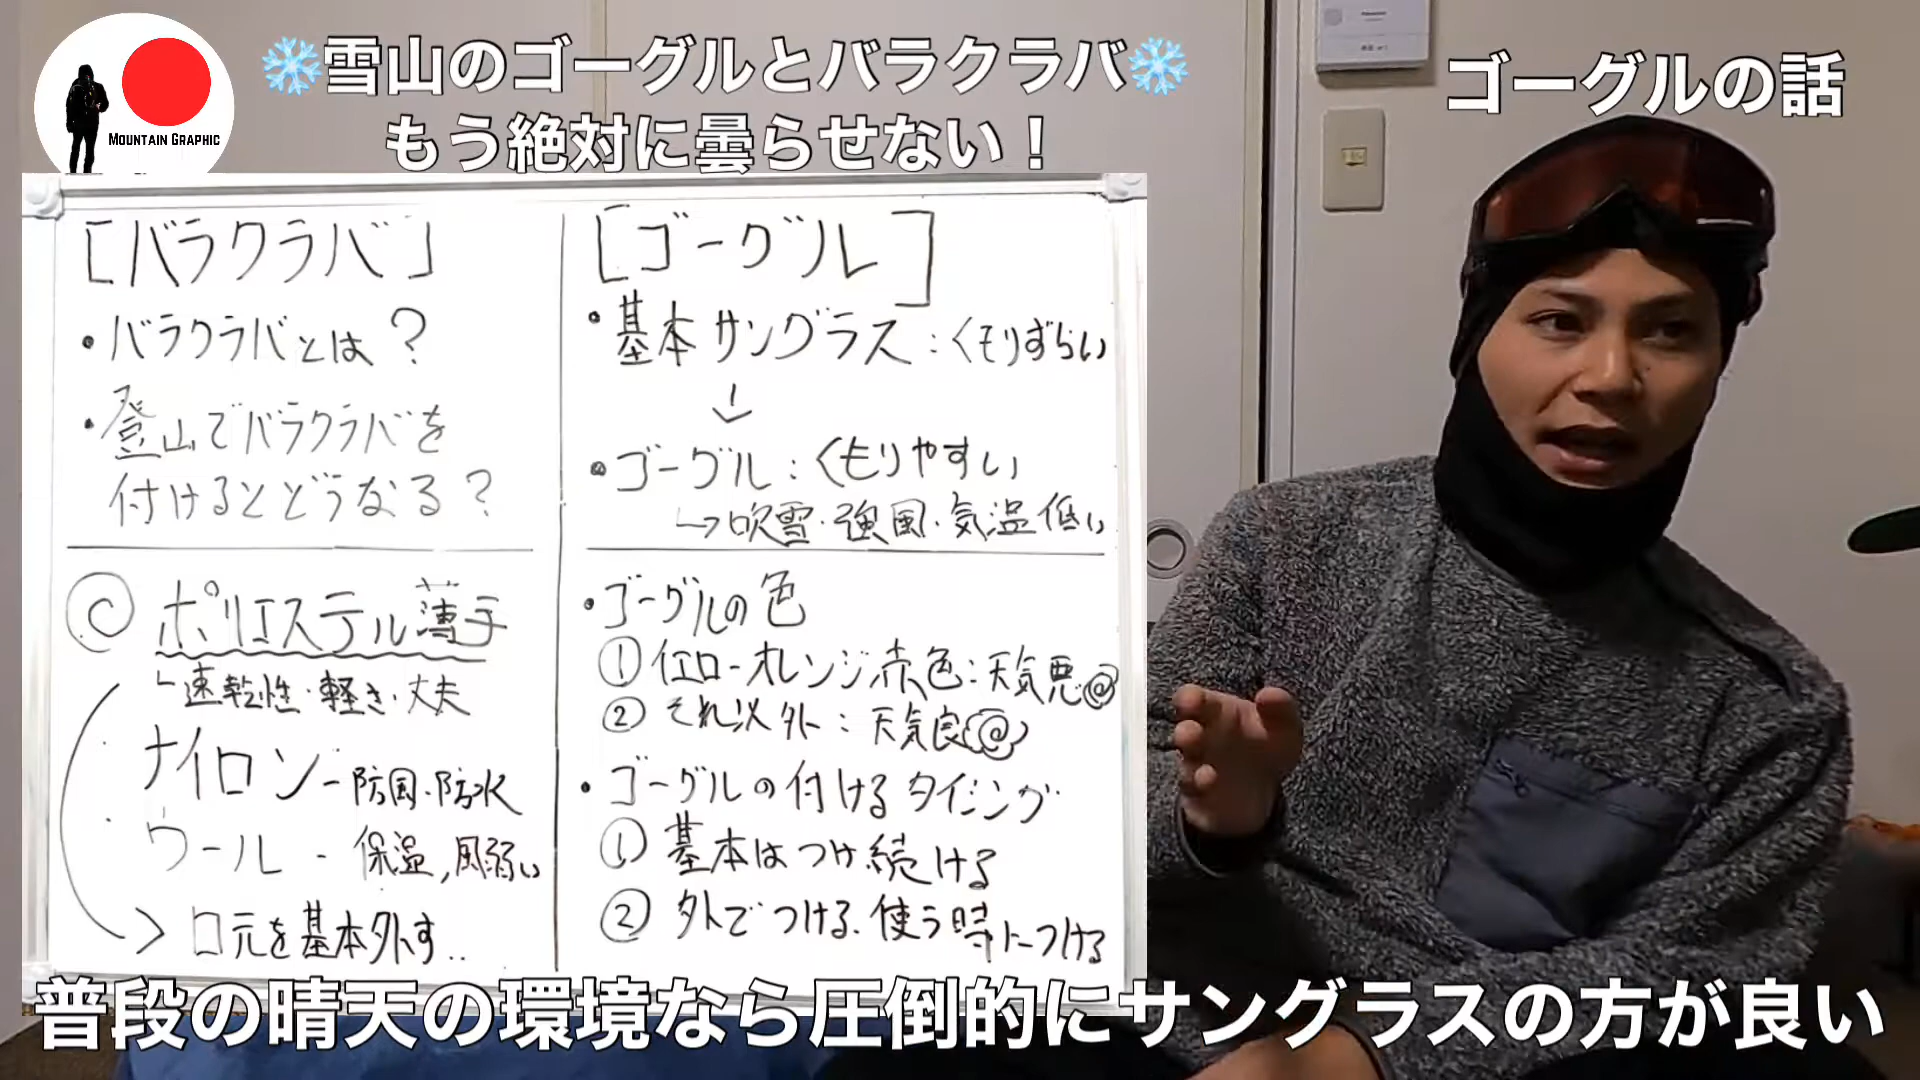 ❄雪山のゴーグルとバラクラバ❄
もう絶対に曇らせない！
ゴーグルの話
MOUNTAIN GRAPHIC
[バラクラバ]
・バラクラバとは？
・登山でバラクラバを
付けるとどうなる？
◎ ポリエステル薄手
速乾性・軽き・丈夫
ナイロン-防風・防水
ウール - 保温,風弱い
> 口元を基本外す..
[ゴーグル]
・基本サングラス：くもりずらい
↓
・ゴーグル：くもりやすい
↳吹雪・強風・気温低い
・ゴーグルの色
① イエローオレンジ赤色：天気悪
② それ以外：天気良
・ゴーグルの付けるタイミング
① 基本はつけ続ける
② 外でつける.使う時につける
普段の晴天の環境なら圧倒的にサングラスの方が良い